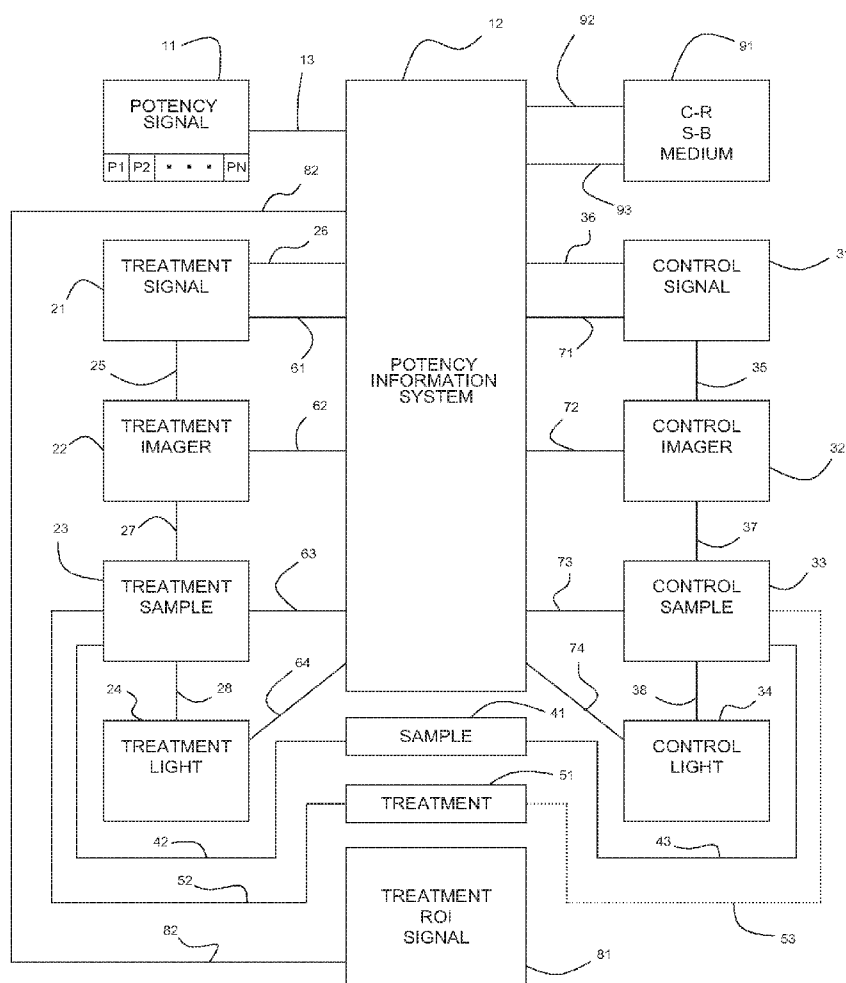 11
12
92
91
POTENCY
SIGNAL
13
C-R
S-B
MEDIUM
P1 P2 * * * PN
82
93
26
36
TREATMENT
SIGNAL
CONTROL
SIGNAL
31
21
61
71
25
POTENCY
INFORMATION
SYSTEM
35
TREATMENT
IMAGER
62
72
CONTROL
IMAGER
22
32
27
37
23
63
73
33
TREATMENT
SAMPLE
CONTROL
SAMPLE
64
74
24
28
41
38
34
TREATMENT
LIGHT
SAMPLE
CONTROL
LIGHT
51
TREATMENT
42
43
52
TREATMENT
ROI
SIGNAL
53
82
81